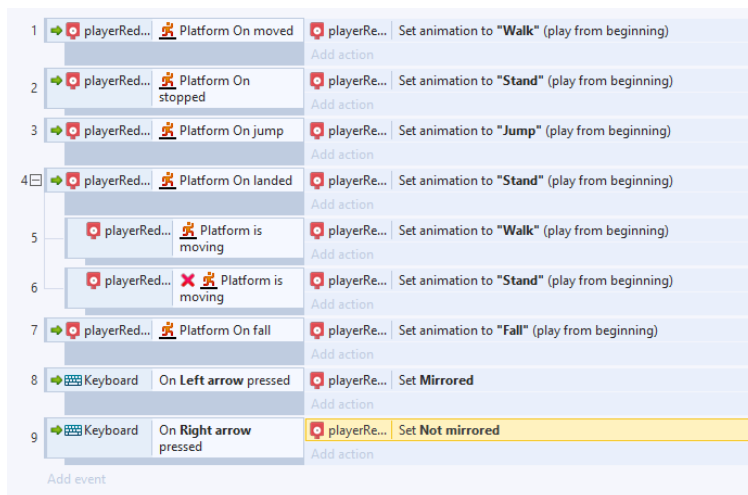 1 playerRed... Platform On moved playerRe... Set animation to "Walk" (play from beginning)
Add action
2 playerRed... Platform On stopped playerRe... Set animation to "Stand" (play from beginning)
Add action
3 playerRed... Platform On jump playerRe... Set animation to "Jump" (play from beginning)
Add action
4 playerRed... Platform On landed playerRe... Set animation to "Stand" (play from beginning)
Add action
5 playerRed... Platform is moving playerRe... Set animation to "Walk" (play from beginning)
Add action
6 playerRed... Platform is moving playerRe... Set animation to "Stand" (play from beginning)
Add action
7 playerRed... Platform On fall playerRe... Set animation to "Fall" (play from beginning)
Add action
8 Keyboard On Left arrow pressed playerRe... Set Mirrored
Add action
9 Keyboard On Right arrow pressed playerRe... Set Not mirrored
Add action
Add event